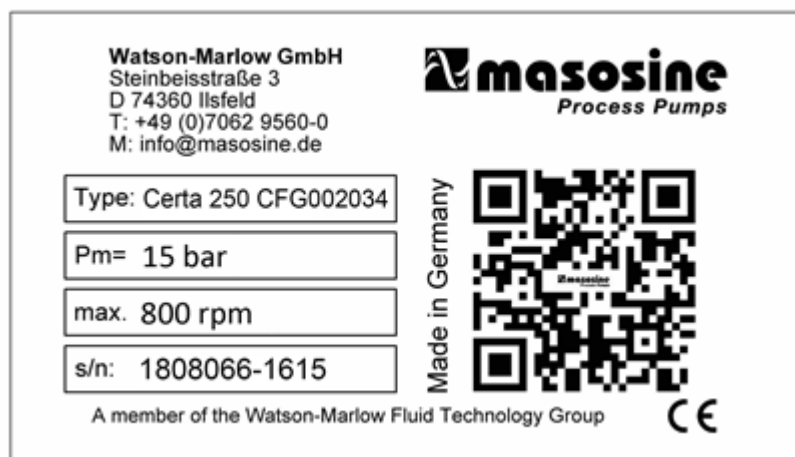 Watson-Marlow GmbH
Steinbeisstraße 3
D 74360 Ilsfeld
T: +49 (0)7062 9560-0
M: info@masosine.de
masosine
Process Pumps
Type: Certa 250 CFG002034
Pm= 15 bar
max. 800 rpm
s/n: 1808066-1615
Made in Germany
masosine
A member of the Watson-Marlow Fluid Technology Group
CE